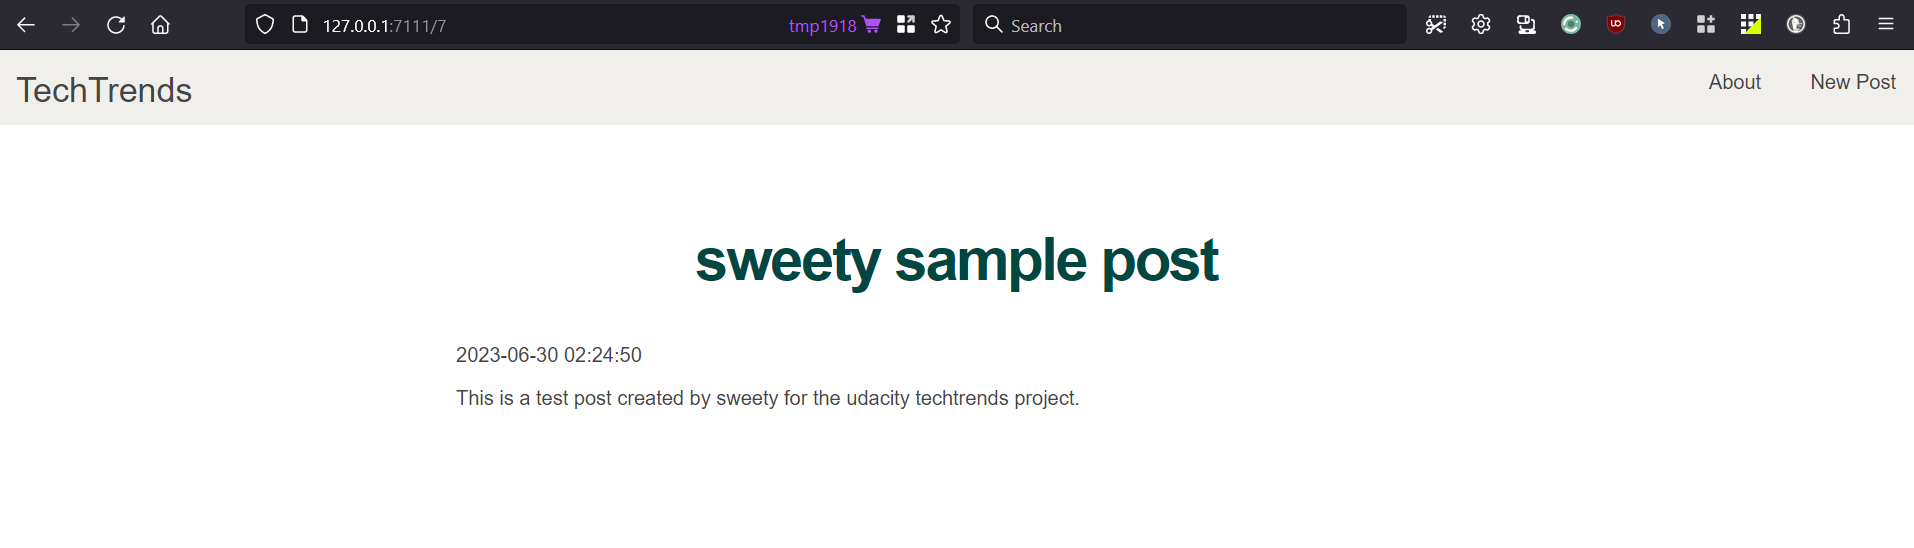 127.0.0.1:7111/7
tmp1918
Search
TechTrends
About
New Post
sweety sample post
2023-06-30 02:24:50
This is a test post created by sweety for the udacity techtrends project.